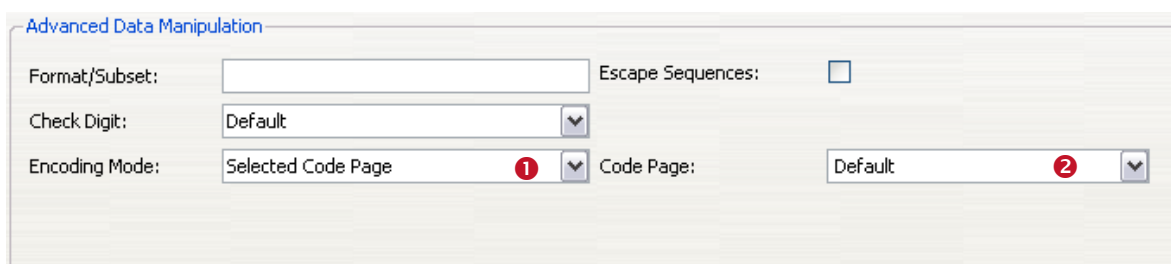 Advanced Data Manipulation
Format/Subset: Escape Sequences:
Check Digit: Default
Encoding Mode: Selected Code Page 1 Code Page: Default 2